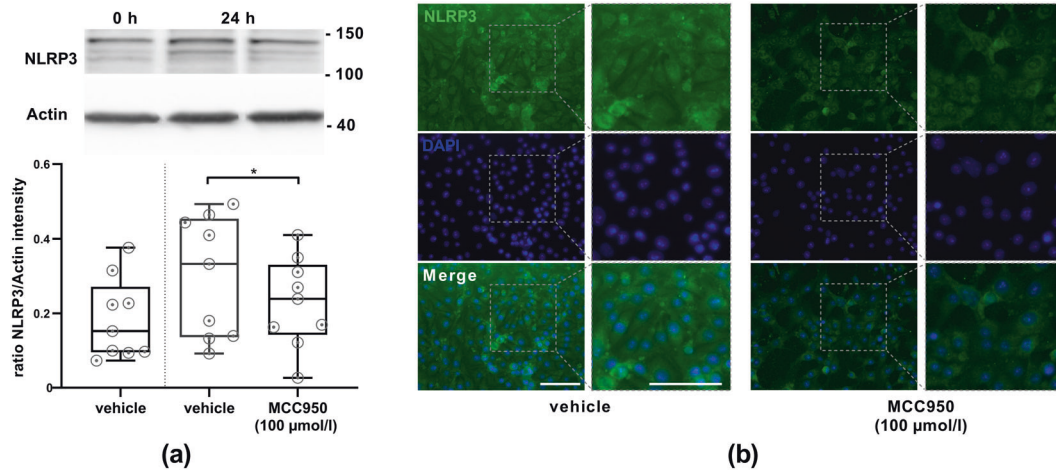 0 h 24 h
NLRP3
- 150
- 100
Actin
- 40
ratio NLRP3/Actin intensity
0.6
0.4
0.2
0
*
vehicle vehicle MCC950
(100 µmol/l)
(a)
NLRP3
DAPI
Merge
vehicle
MCC950
(100 µmol/l)
(b)